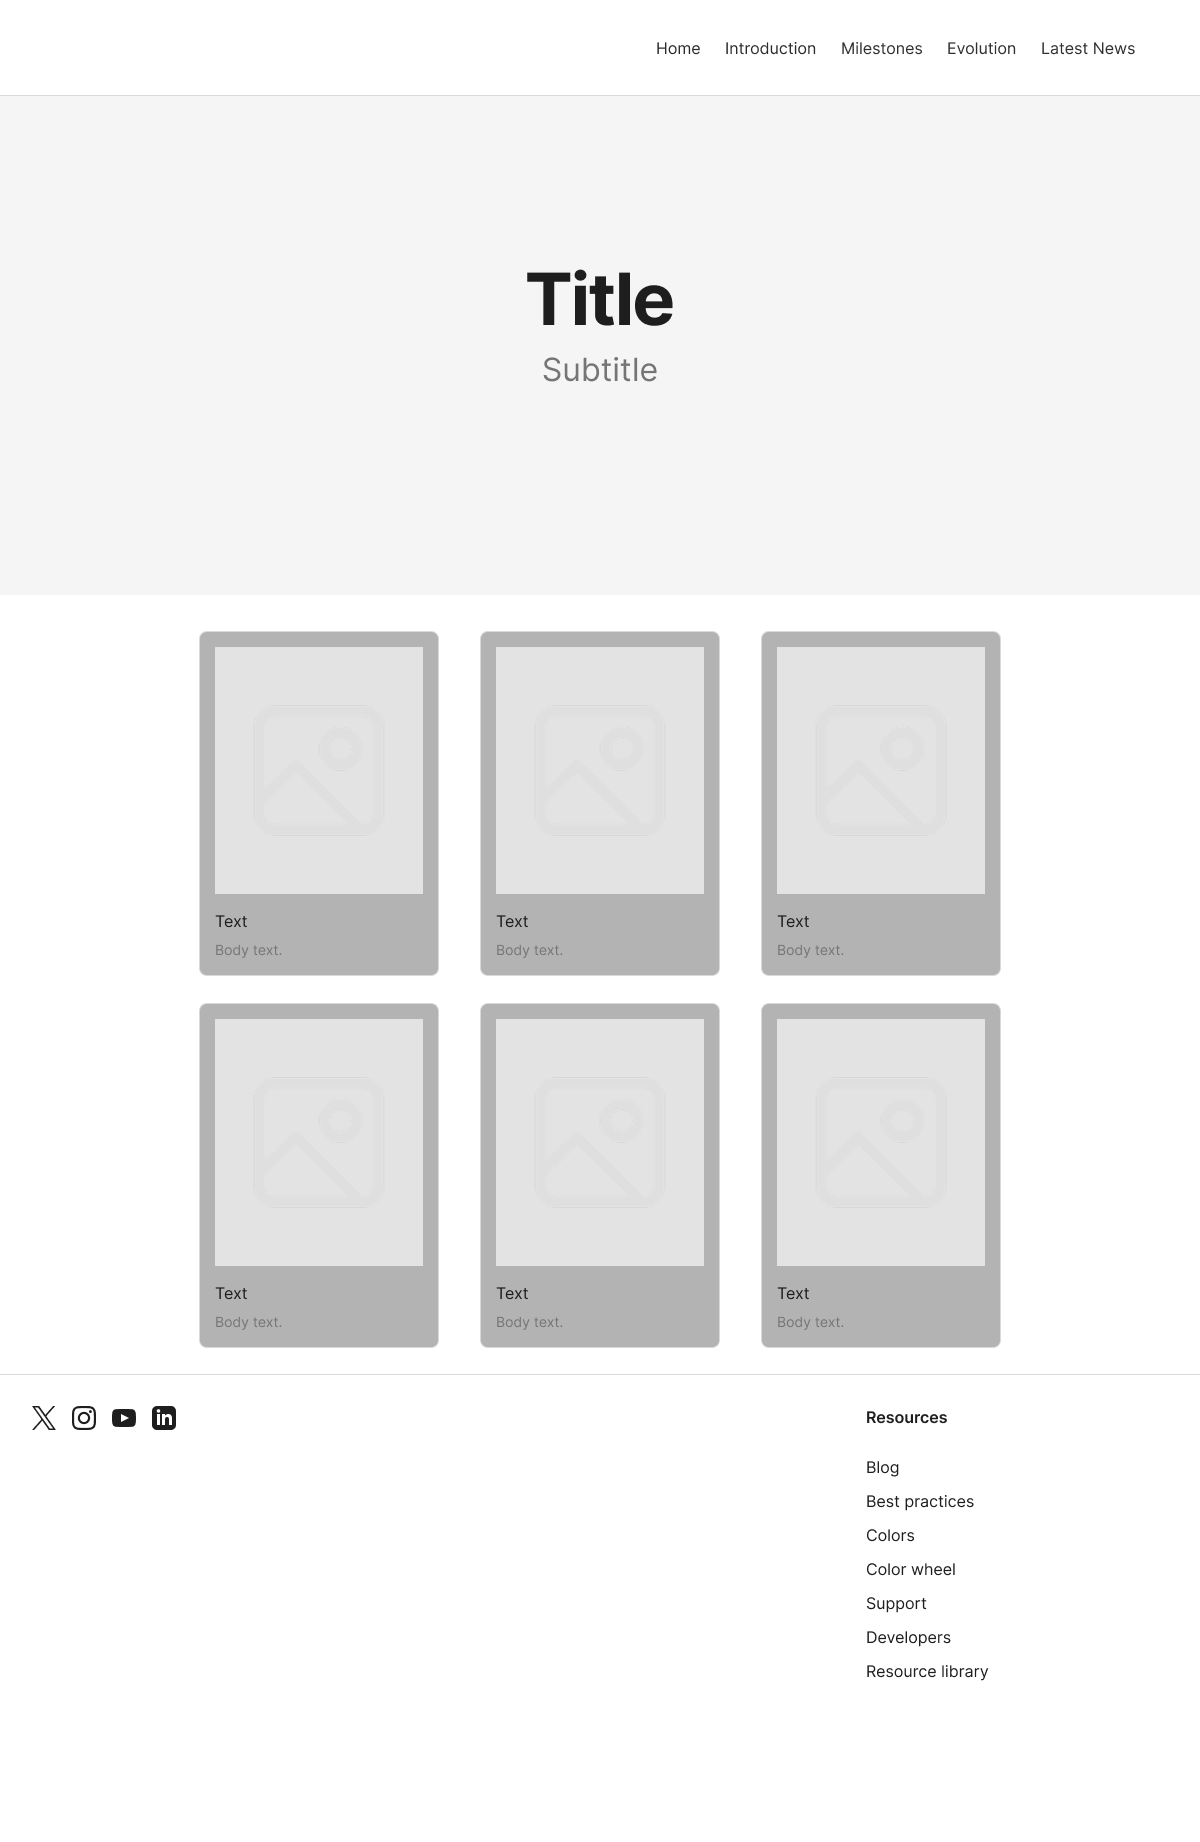 Home Introduction Milestones Evolution Latest News
Title
Subtitle
Text Text Text
Body text. Body text. Body text.
Text Text Text
Body text. Body text. Body text.
Resources
Blog
Best practices
Colors
Color wheel
Support
Developers
Resource library